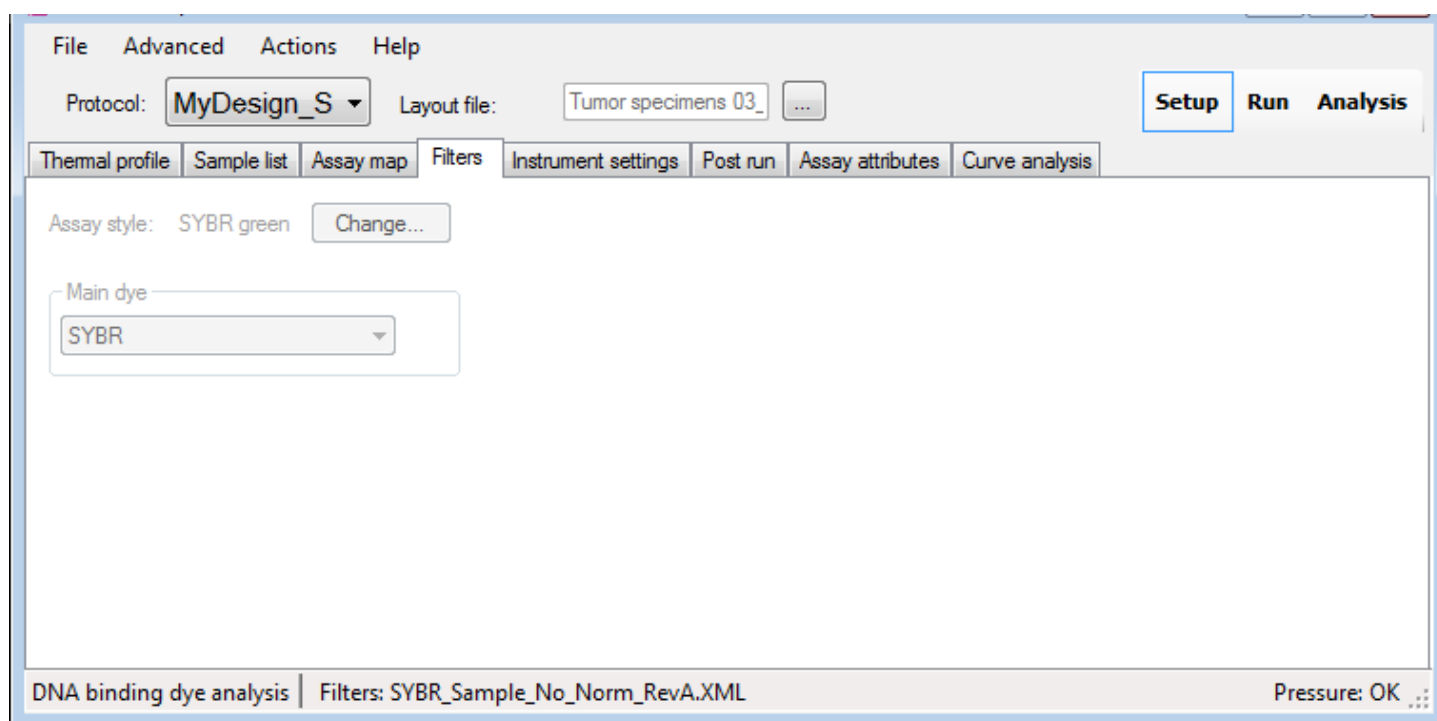 File Advanced Actions Help
Protocol: MyDesign_S Layout file: Tumor specimens 03_ ... Setup Run Analysis
Thermal profile Sample list Assay map Filters Instrument settings Post run Assay attributes Curve analysis
Assay style: SYBR green Change...
Main dye
SYBR
DNA binding dye analysis Filters: SYBR_Sample_No_Norm_RevA.XML Pressure: OK